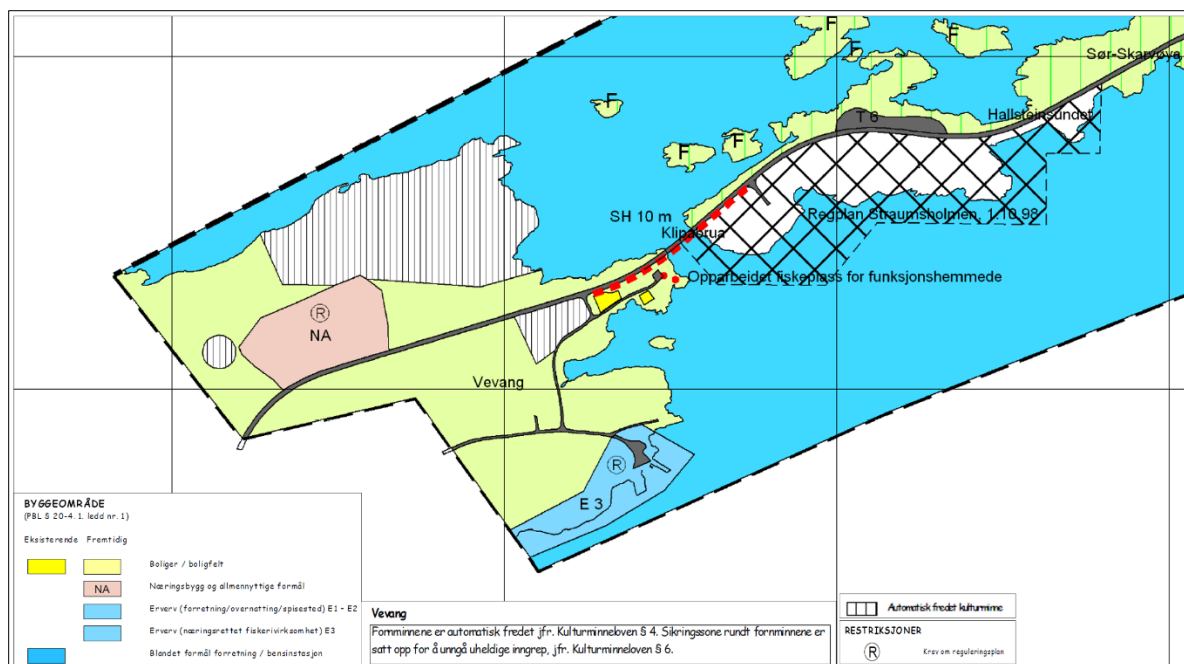 F
F
F
Sør-Skarvøya
F
Hallsteinsundet
T 6
F
F
SH 10 m
Regplan Straumsholmen, 1.10.98
Klipabrua
Opparbeidet fiskeplass for funksjonshemmede
R
NA
Vevang
R
E 3
BYGGEOMRÅDE
(PBL § 20-4. 1. ledd nr. 1)
Eksisterende Fremtidig
Boliger / boligfelt
NA Næringsbygg og allmennyttige formål
Erverv (forretning/overnatting/spisested) E1 - E2
Erverv (næringsrettet fiskerivirksomhet) E3
Blandet formål forretning / bensinstasjon
Vevang
Fornminnene er automatisk fredet jfr. Kulturminneloven § 4. Sikringssone rundt fornminnene er
satt opp for å unngå uheldige inngrep, jfr. Kulturminneloven § 6.
Automatisk fredet kulturminne
RESTRIKSJONER
R Krav om reguleringsplan